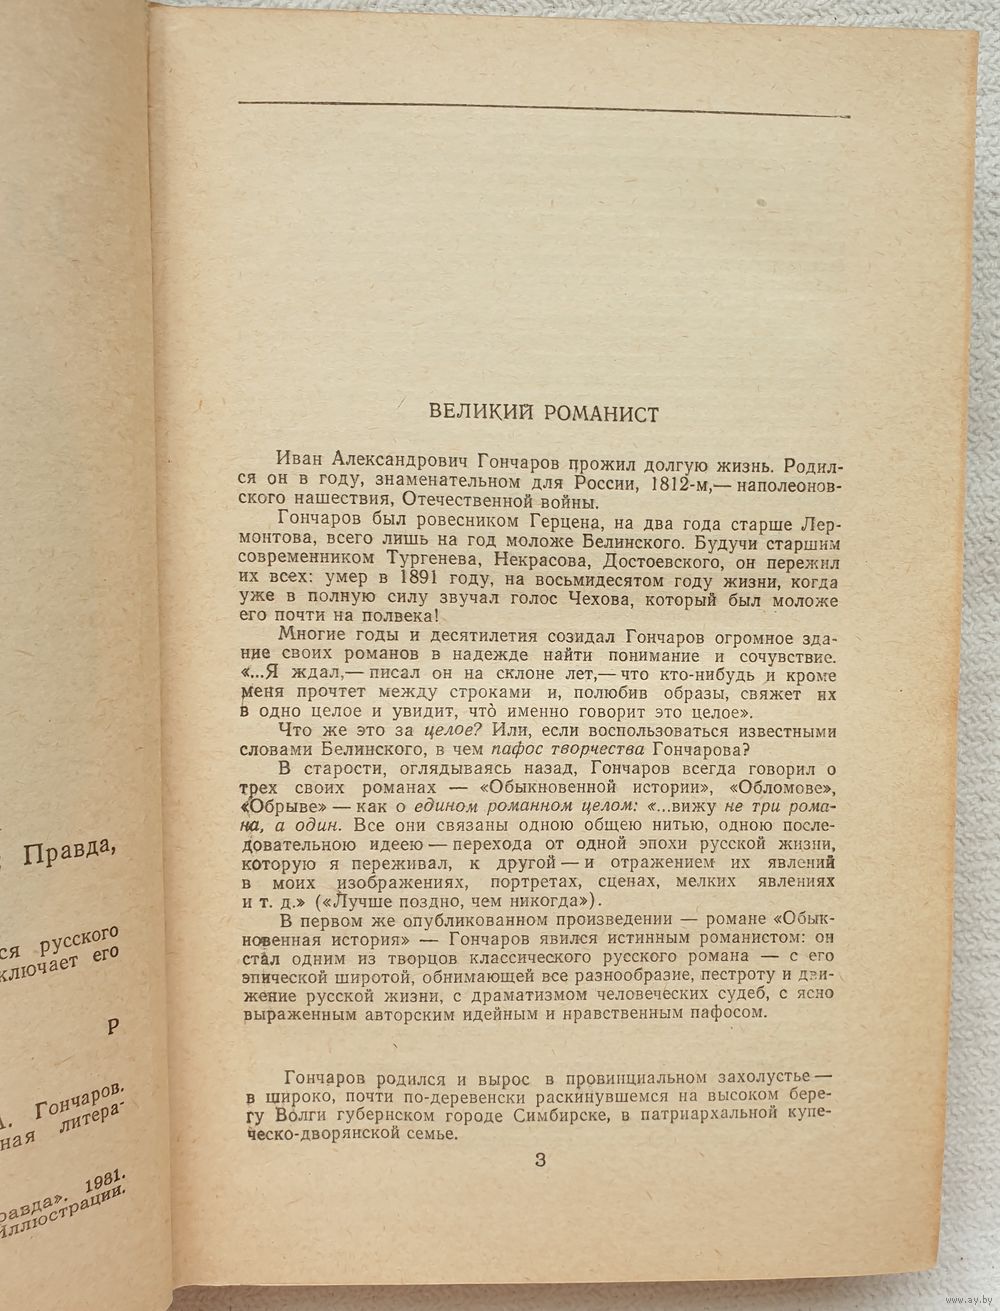 Правда,
ся русского
ключает его
Р
Гончаров.
ная литера-
равда». 1981.
Иллюстрации.
ВЕЛИКИЙ РОМАНИСТ
Иван Александрович Гончаров прожил долгую жизнь. Родил-
ся он в году, знаменательном для России, 1812-м,— наполеонов-
ского нашествия, Отечественной войны.
Гончаров был ровесником Герцена, на два года старше Лер-
монтова, всего лишь на год моложе Белинского. Будучи старшим
современником Тургенева, Некрасова, Достоевского, он пережил
их всех: умер в 1891 году, на восьмидесятом году жизни, когда
уже в полную силу звучал голос Чехова, который был моложе
его почти на полвека!
Многие годы и десятилетия созидал Гончаров огромное зда-
ние своих романов в надежде найти понимание и сочувствие.
«...Я ждал,— писал он на склоне лет,— что кто-нибудь и кроме
меня прочтет между строками и, полюбив образы, свяжет их
в одно целое и увидит, что̀ именно говорит это целое».
Что же это за целое? Или, если воспользоваться известными
словами Белинского, в чем пафос творчества Гончарова?
В старости, оглядываясь назад, Гончаров всегда говорил о
трех своих романах — «Обыкновенной истории», «Обломове»,
«Обрыве» — как о едином романном целом: «...вижу не три рома-
на, а один. Все они связаны одною общею нитью, одною после-
довательною идеею — перехода от одной эпохи русской жизни,
которую я переживал, к другой — и отражением их явлений
в моих изображениях, портретах, сценах, мелких явлениях
и т. д.» («Лучше поздно, чем никогда»).
В первом же опубликованном произведении — романе «Обык-
новенная история» — Гончаров явился истинным романистом: он
стал одним из творцов классического русского романа — с его
эпической широтой, обнимающей все разнообразие, пестроту и дви-
жение русской жизни, с драматизмом человеческих судеб, с ясно
выраженным авторским идейным и нравственным пафосом.
Гончаров родился и вырос в провинциальном захолустье —
в широко, почти по-деревенски раскинувшемся на высоком бере-
гу Волги губернском городе Симбирске, в патриархальной купе-
ческо-дворянской семье.
3
www.ay.by